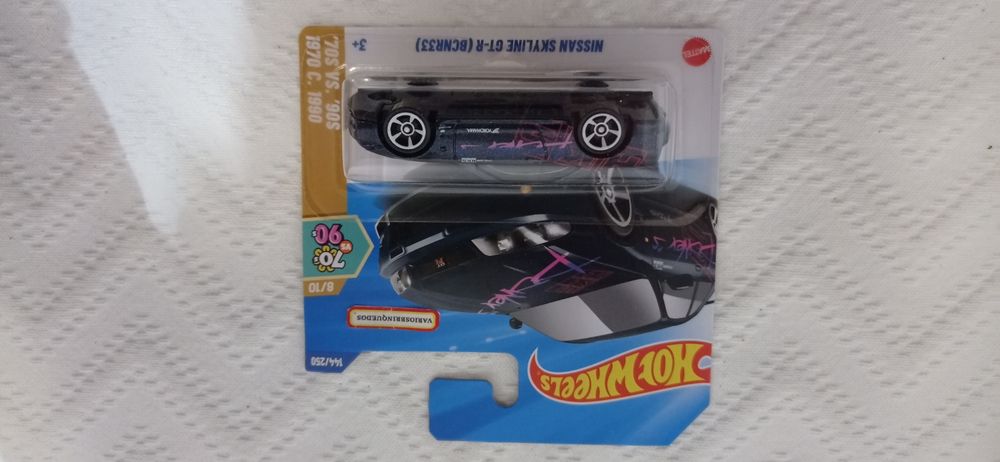 HOT WHEELS
144/250
VARIOSBRINQUEDOS
8/10
70s
VS
90s
YOKOHAMA
'70S VS. '90S
1970 C. 1990
3+
NISSAN SKYLINE GT-R (BCNR33)
MATTEL